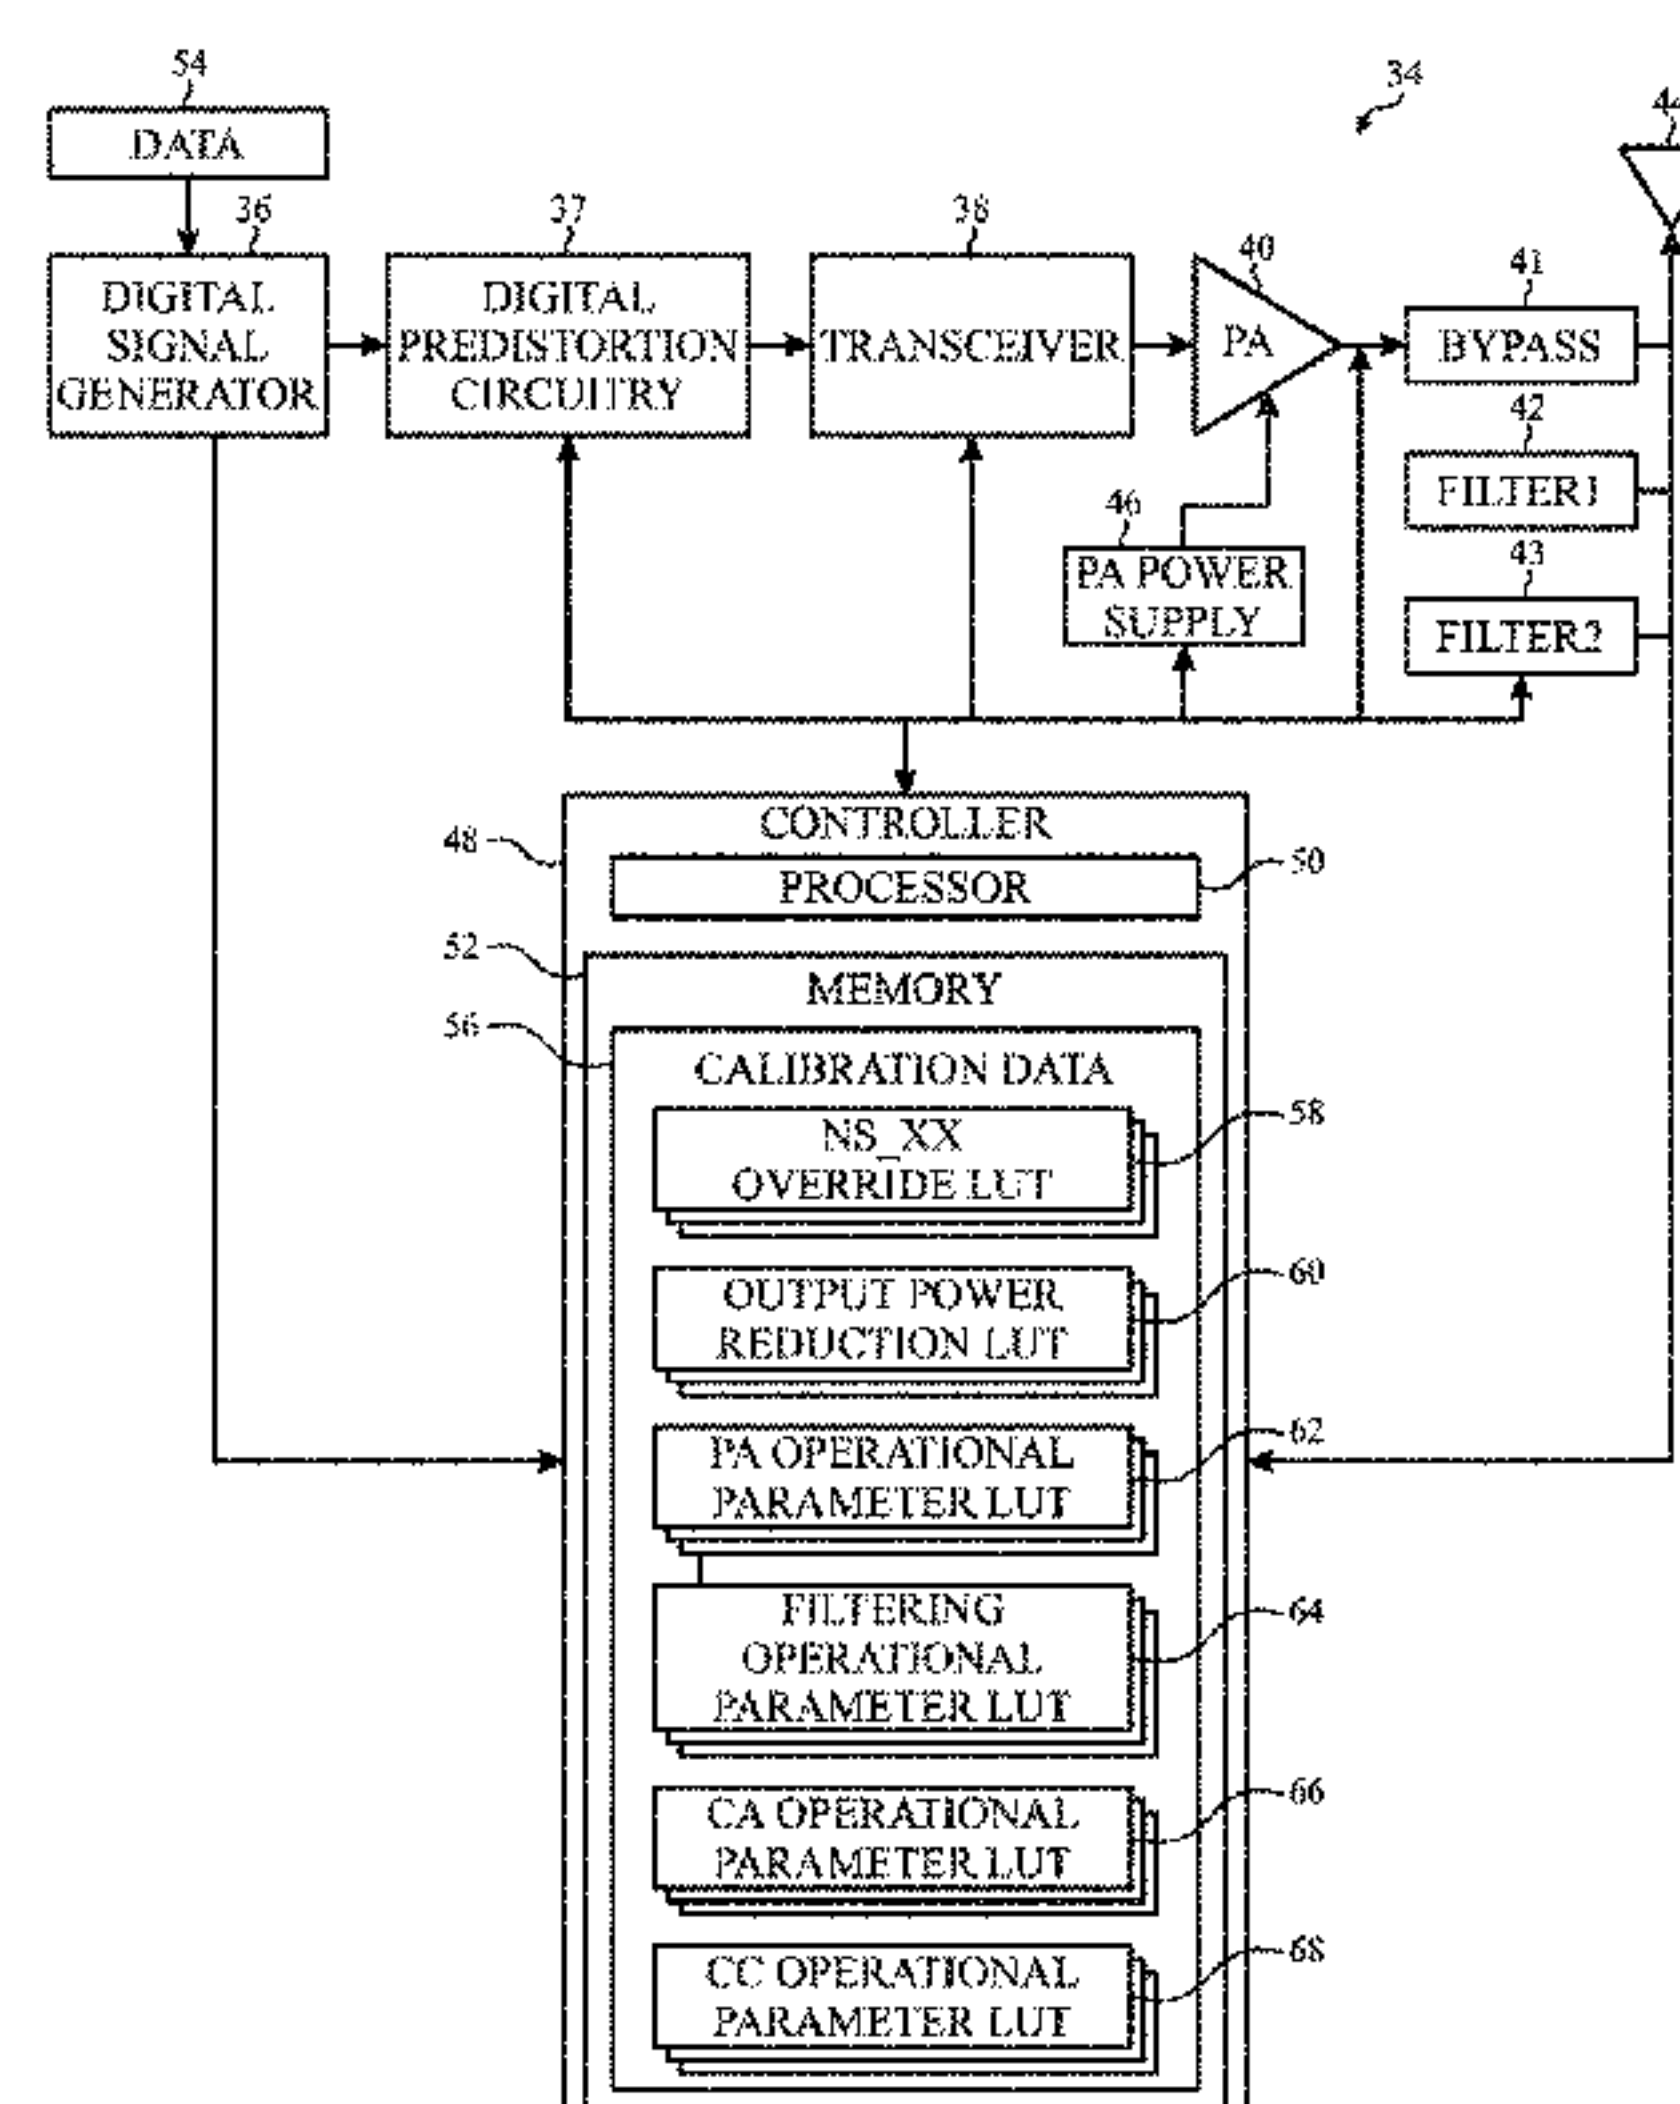 54
34
DATA
36
37
38
40
41
DIGITAL
SIGNAL
GENERATOR
DIGITAL
PREDISTORTION
CIRCUITRY
TRANSCEIVER
PA
BYPASS
42
FILTER1
46
43
PA POWER
SUPPLY
FILTER2
48
CONTROLLER
50
PROCESSOR
52
MEMORY
56
CALIBRATION DATA
58
NS_XX
OVERRIDE LUT
60
OUTPUT POWER
REDUCTION LUT
62
PA OPERATIONAL
PARAMETER LUT
64
FILTERING
OPERATIONAL
PARAMETER LUT
66
CA OPERATIONAL
PARAMETER LUT
68
CC OPERATIONAL
PARAMETER LUT